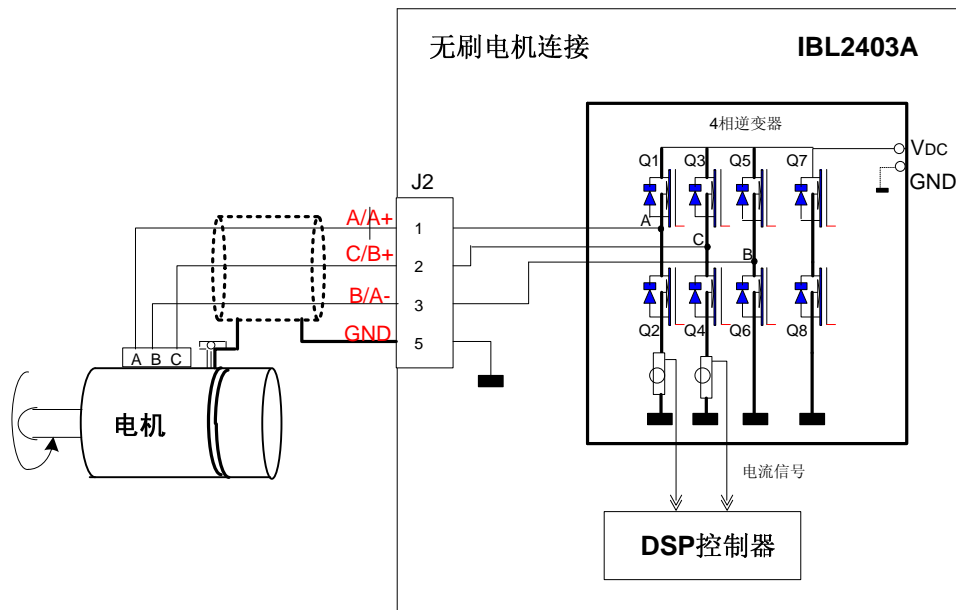 无刷电机连接
IBL2403A
4相逆变器
Q1 Q3 Q5 Q7
VDC
GND
J2
A/A+ 1 A
C/B+ 2 C
B/A- 3 B
GND 5
Q2 Q4 Q6 Q8
A B C
电机
电流信号
DSP控制器